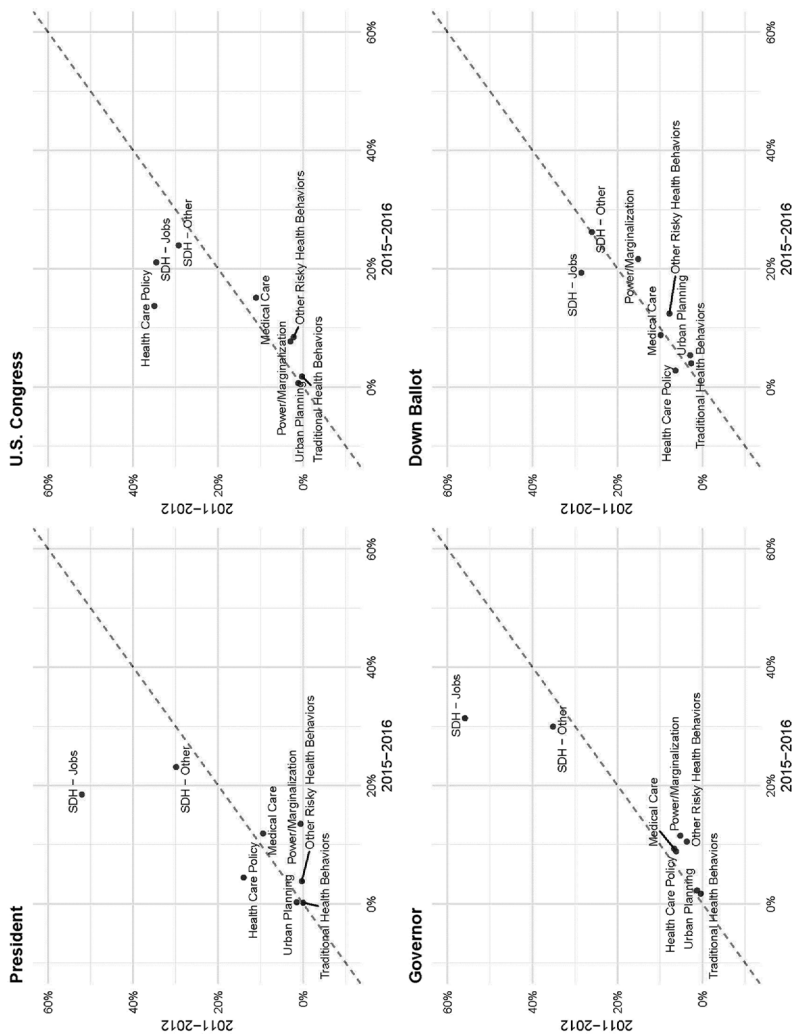 President
60%
40%
20%
0%
2011−2012
SDH − Jobs
SDH − Other
Health Care Policy
Medical Care
Urban Planning
Power/Marginalization
Other Risky Health Behaviors
Traditional Health Behaviors
0%
20%
40%
60%
2015−2016
U.S. Congress
60%
40%
20%
0%
2011−2012
Health Care Policy
SDH − Jobs
SDH − Other
Medical Care
Power/Marginalization
Other Risky Health Behaviors
Urban Planning
Traditional Health Behaviors
0%
20%
40%
60%
2015−2016
Governor
60%
40%
20%
0%
2011−2012
SDH − Jobs
SDH − Other
Medical Care
Health Care Policy
Power/Marginalization
Other Risky Health Behaviors
Urban Planning
Traditional Health Behaviors
0%
20%
40%
60%
2015−2016
Down Ballot
60%
40%
20%
0%
2011−2012
SDH − Jobs
SDH − Other
Power/Marginalization
Medical Care
Other Risky Health Behaviors
Urban Planning
Health Care Policy
Traditional Health Behaviors
0%
20%
40%
60%
2015−2016